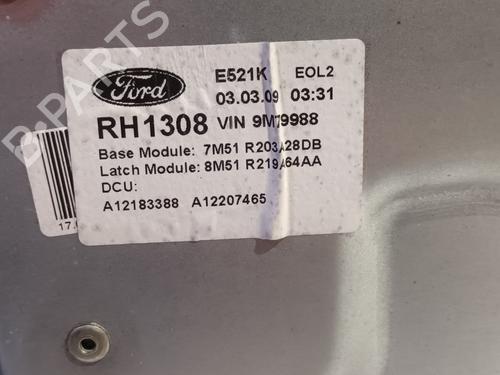 B-PARTS
Ford
E521K EOL2
03.03.09 03:31
RH1308 VIN 9M79988
Base Module: 7M51 R203A28DB
Latch Module: 8M51 R219A64AA
DCU:
A12183388 A12207465